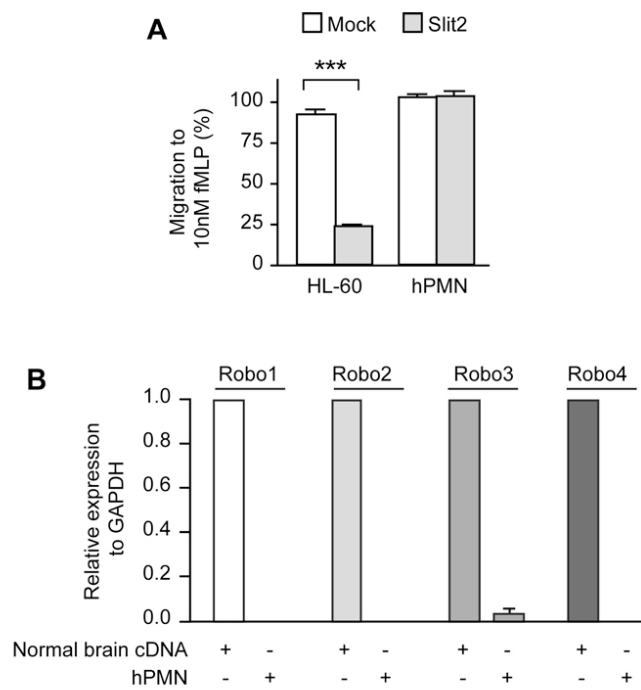 A
Mock Slit2
***
Migration to
10nM fMLP (%)
100
75
50
25
0
HL-60 hPMN
B
Robo1 Robo2 Robo3 Robo4
Relative expression
to GAPDH
1.0
0.8
0.6
0.4
0.2
0.0
Normal brain cDNA + - + - + - + -
hPMN - + - + - + - +